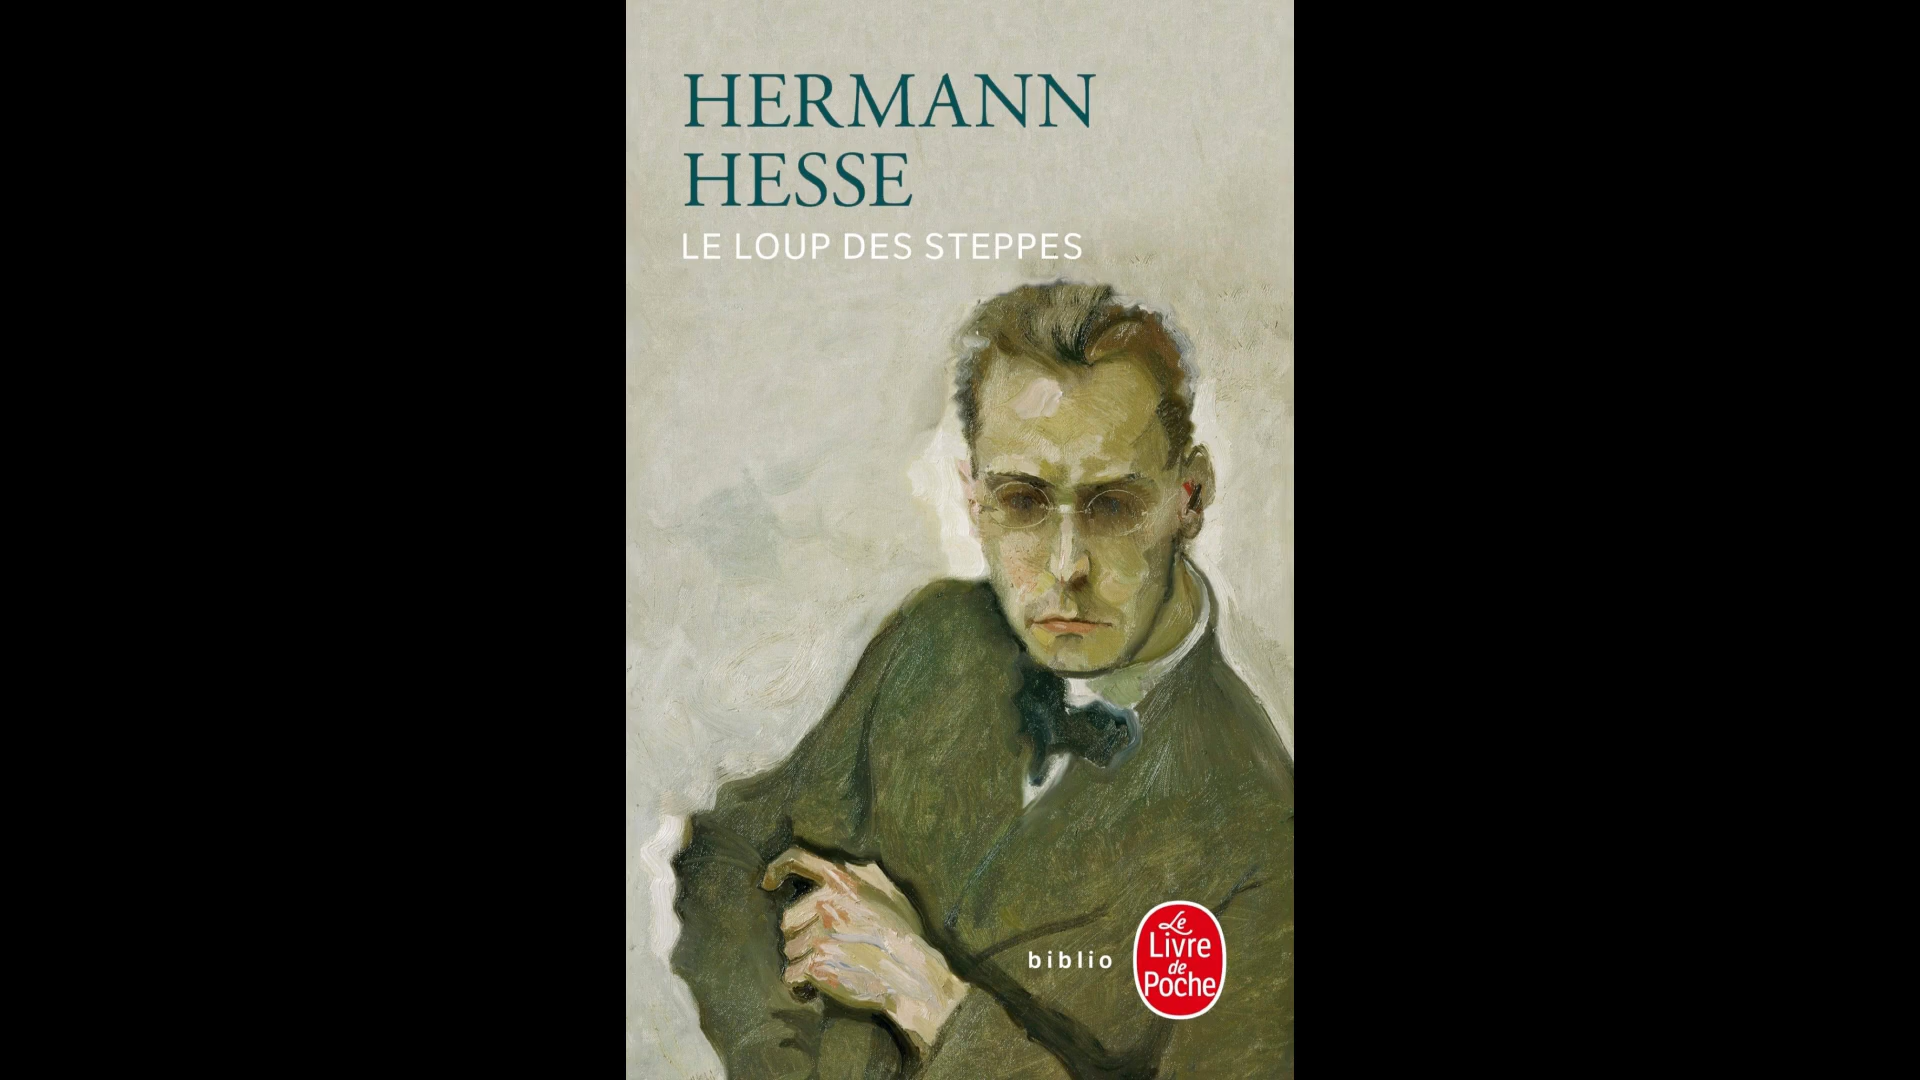 HERMANN
HESSE
LE LOUP DES STEPPES
biblio
Le
Livre
de
Poche